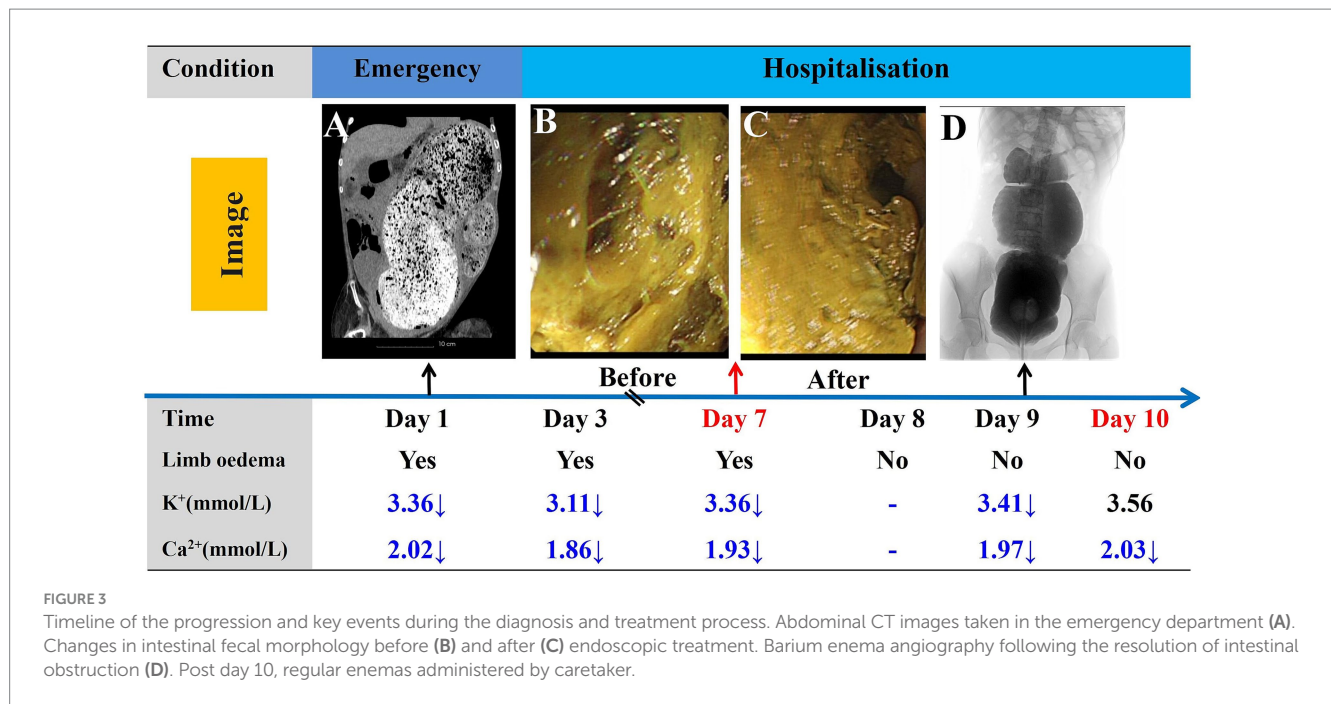 Condition Emergency Hospitalisation
Image
A B C D
10 cm
Before After
Time Day 1 Day 3 Day 7 Day 8 Day 9 Day 10
Limb oedema Yes Yes Yes No No No
K⁺(mmol/L) 3.36↓ 3.11↓ 3.36↓ - 3.41↓ 3.56
Ca²⁺(mmol/L) 2.02↓ 1.86↓ 1.93↓ - 1.97↓ 2.03↓
FIGURE 3
Timeline of the progression and key events during the diagnosis and treatment process. Abdominal CT images taken in the emergency department (A).
Changes in intestinal fecal morphology before (B) and after (C) endoscopic treatment. Barium enema angiography following the resolution of intestinal
obstruction (D). Post day 10, regular enemas administered by caretaker.